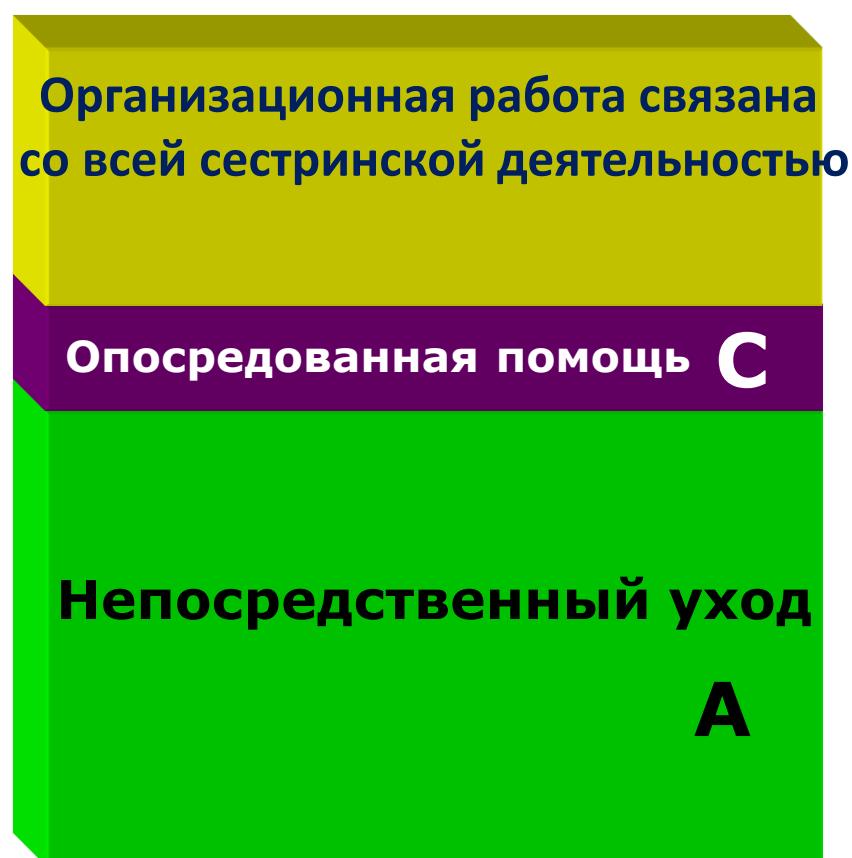 Организационная работа связана
со всей сестринской деятельностью
Опосредованная помощь C
Непосредственный уход
A